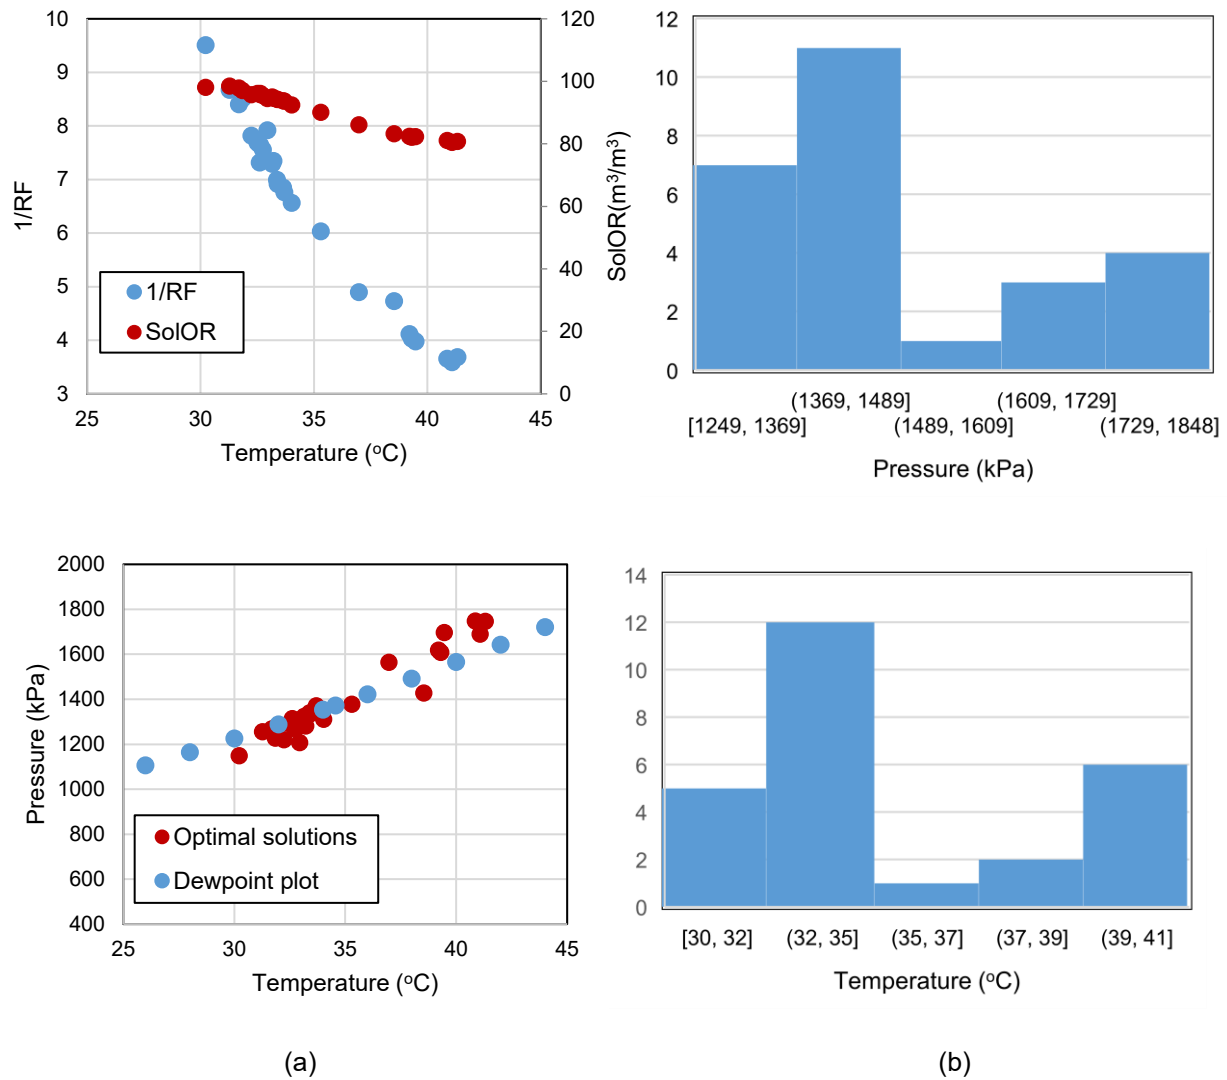 10
9
8
7
6
5
4
3
1/RF
120
100
80
60
40
20
0
SolOR(m³/m³)
1/RF
SolOR
25 30 35 40 45
Temperature (ᵒC)
12
10
8
6
4
2
0
(1369, 1489] (1609, 1729]
[1249, 1369] (1489, 1609] (1729, 1848]
Pressure (kPa)
2000
1800
1600
1400
1200
1000
800
600
400
Pressure (kPa)
Optimal solutions
Dewpoint plot
25 30 35 40 45
Temperature (ᵒC)
14
12
10
8
6
4
2
0
[30, 32] (32, 35] (35, 37] (37, 39] (39, 41]
Temperature (ᵒC)
(a) (b)